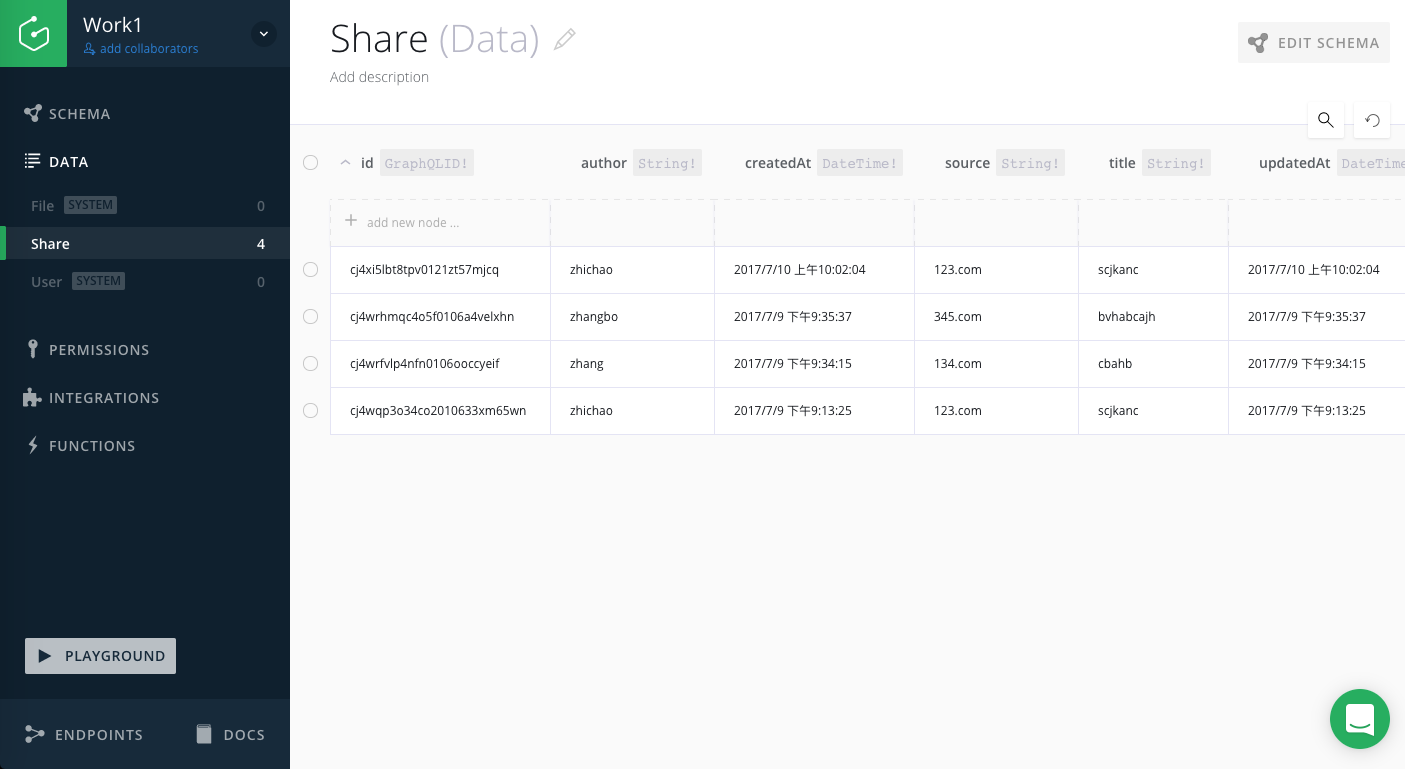 Work1
add collaborators
SCHEMA
DATA
File SYSTEM 0
Share 4
User SYSTEM 0
PERMISSIONS
INTEGRATIONS
FUNCTIONS
PLAYGROUND
ENDPOINTS DOCS
Share (Data)
Add description
EDIT SCHEMA
id GraphQLID! author String! createdAt DateTime! source String! title String! updatedAt DateTime
add new node ...
cj4xi5lbt8tpv0121zt57mjcq zhichao 2017/7/10 上午10:02:04 123.com scjkanc 2017/7/10 上午10:02:04
cj4wrhmqc4o5f0106a4velxhn zhangbo 2017/7/9 下午9:35:37 345.com bvhabcajh 2017/7/9 下午9:35:37
cj4wrfvlp4nfn0106ooccyeif zhang 2017/7/9 下午9:34:15 134.com cbahb 2017/7/9 下午9:34:15
cj4wqp3o34co2010633xm65wn zhichao 2017/7/9 下午9:13:25 123.com scjkanc 2017/7/9 下午9:13:25